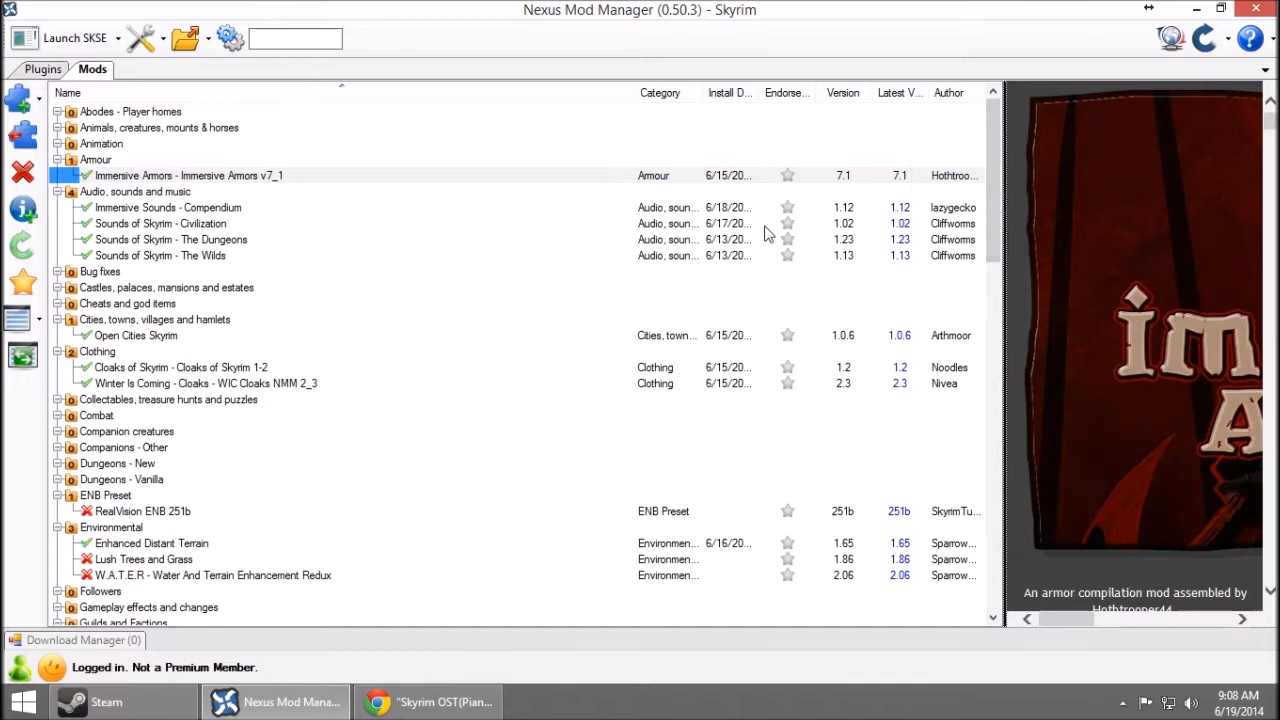 Nexus Mod Manager (0.50.3) - Skyrim
Launch SKSE
Plugins Mods
Name Category Install D... Endorse... Version Latest V... Author
0 Abodes - Player homes
0 Animals, creatures, mounts & horses
0 Animation
1 Armour
Immersive Armors - Immersive Armors v7_1 Amour 6/15/20... 7.1 7.1 Hothtroo...
4 Audio, sounds and music
Immersive Sounds - Compendium Audio, soun... 6/18/20... 1.12 1.12 lazygecko
Sounds of Skyrim - Civilization Audio, soun... 6/17/20... 1.02 1.02 Cliffworms
Sounds of Skyrim - The Dungeons Audio, soun... 6/13/20... 1.23 1.23 Cliffworms
Sounds of Skyrim - The Wilds Audio, soun... 6/13/20... 1.13 1.13 Cliffworms
0 Bug fixes
0 Castles, palaces, mansions and estates
0 Cheats and god items
1 Cities, towns, villages and hamlets
Open Cities Skyrim Cities, town... 6/15/20... 1.0.6 1.0.6 Arthmoor
2 Clothing
Cloaks of Skyrim - Cloaks of Skyrim 1-2 Clothing 6/15/20... 1.2 1.2 Noodles
Winter Is Coming - Cloaks - WIC Cloaks NMM 2_3 Clothing 6/15/20... 2.3 2.3 Nivea
0 Collectables, treasure hunts and puzzles
0 Combat
0 Companion creatures
0 Companions - Other
0 Dungeons - New
0 Dungeons - Vanilla
1 ENB Preset
RealVision ENB 251b ENB Preset 251b 251b SkyrimTu...
3 Environmental
Enhanced Distant Terrain Environmen... 6/16/20... 1.65 1.65 Sparrow...
Lush Trees and Grass Environmen... 1.86 1.86 Sparrow...
W.A.T.E.R - Water And Terrain Enhancement Redux Environmen... 2.06 2.06 Sparrow...
0 Followers
0 Gameplay effects and changes
Guilds and Factions
im
A
An armor compilation mod assembled by
Hothtrooper44
Download Manager (0)
Logged in. Not a Premium Member.
Steam
Nexus Mod Mana...
"Skyrim OST(Pian...
9:08 AM
6/19/2014